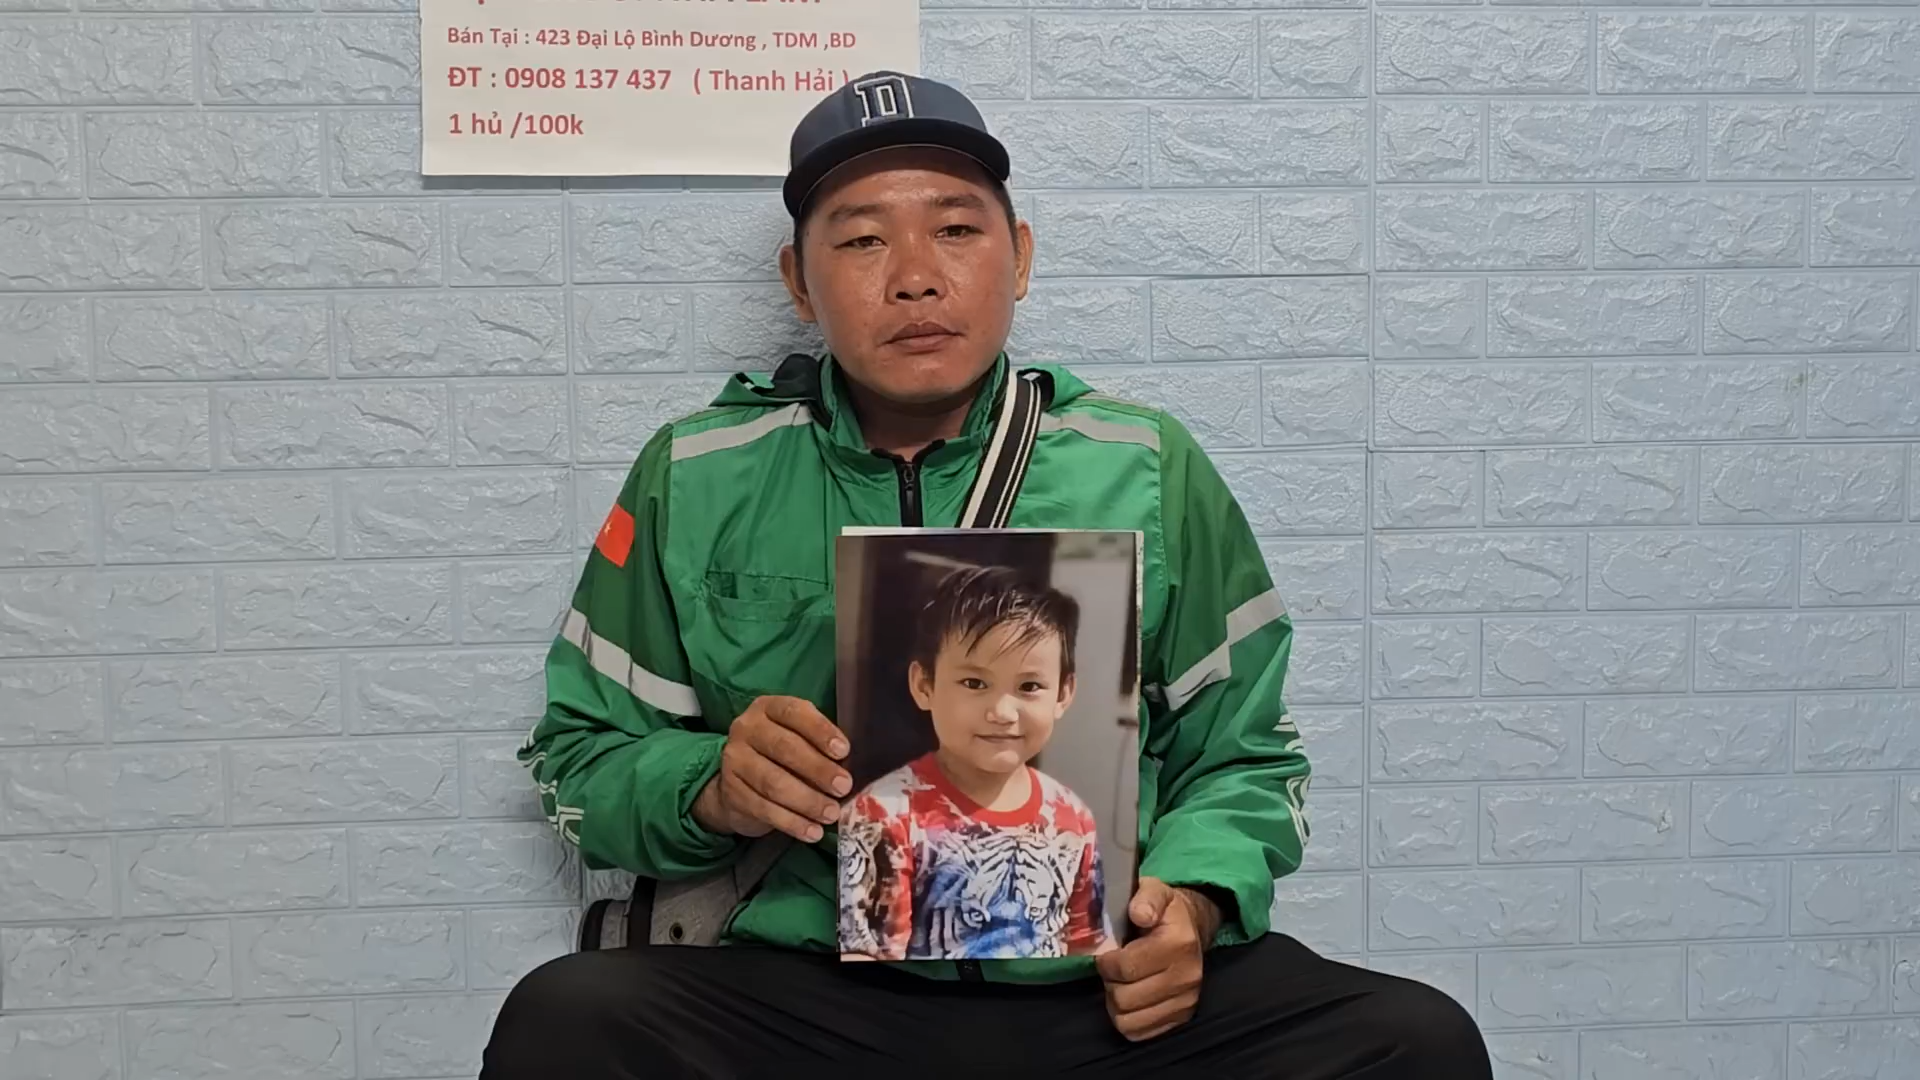 Bán Tại : 423 Đại Lộ Bình Dương , TDM ,BD
ĐT : 0908 137 437 ( Thanh Hải )
1 hủ /100k
D